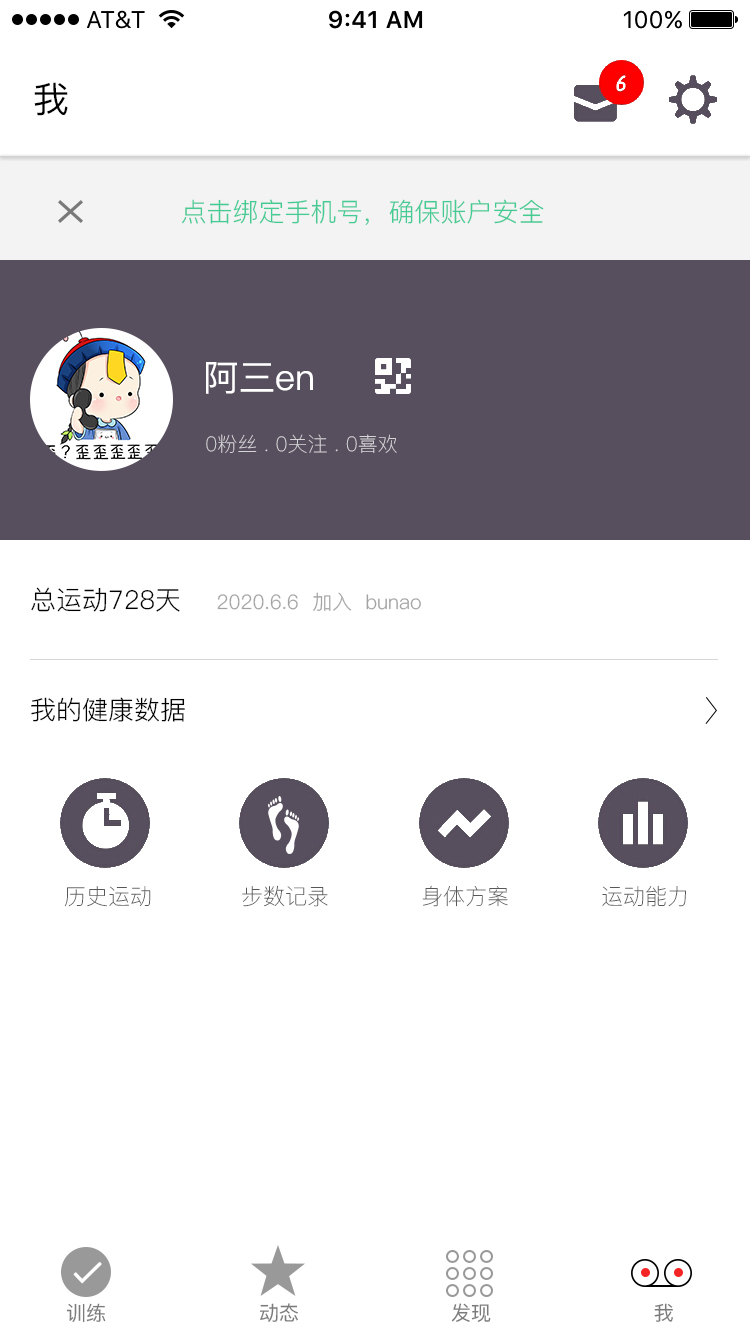 AT&T 9:41 AM 100%
我 6
点击绑定手机号，确保账户安全
阿三en
0粉丝 . 0关注 . 0喜欢
？歪歪歪歪
总运动728天 2020.6.6 加入 bunao
我的健康数据
历史运动 步数记录 身体方案 运动能力
训练 动态 发现 我